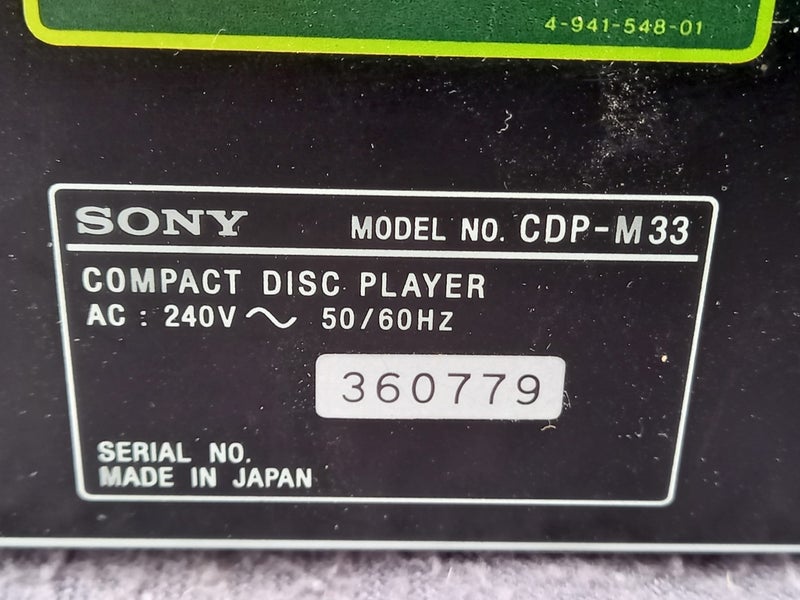 4-941-548-01
SONY MODEL NO. CDP-M33
COMPACT DISC PLAYER
AC : 240V ~ 50/60HZ
360779
SERIAL NO.
MADE IN JAPAN